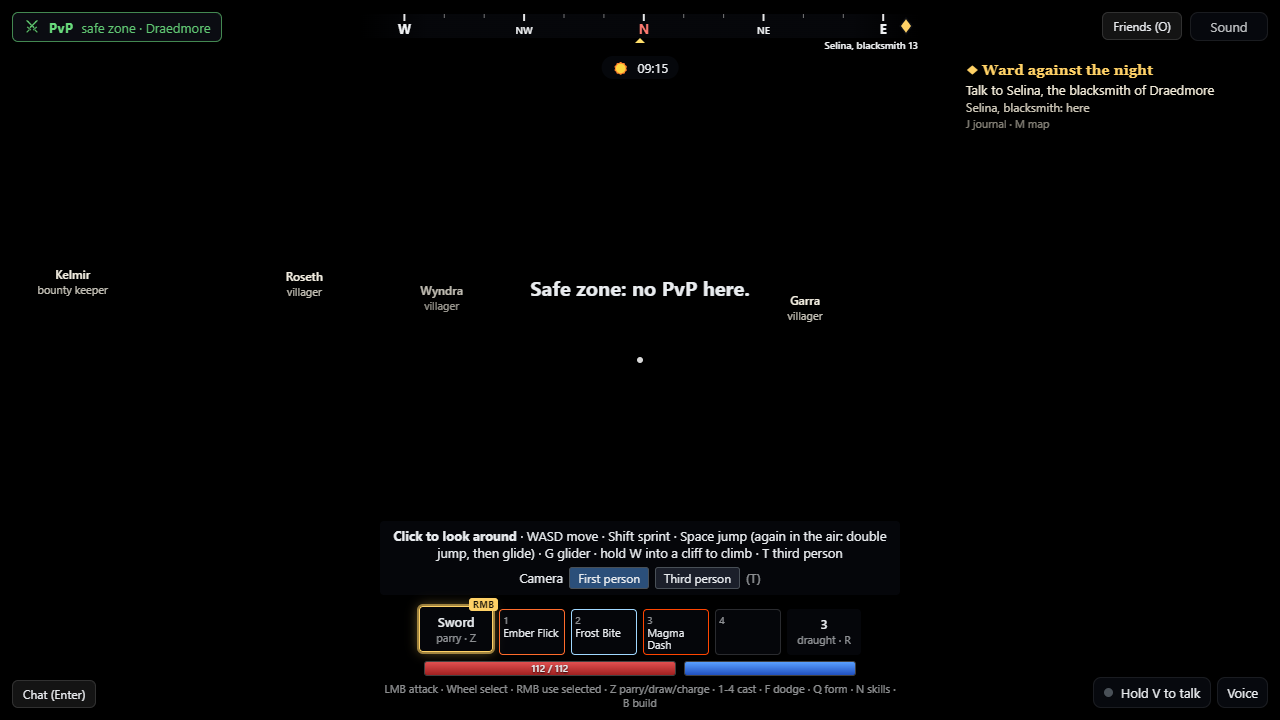 PvP safe zone · Draedmore
W NW N NE E
Selina, blacksmith 13
09:15
Friends (O)
Sound
Ward against the night
Talk to Selina, the blacksmith of Draedmore
Selina, blacksmith: here
J journal · M map
Kelmir
bounty keeper
Roseth
villager
Wyndra
villager
Safe zone: no PvP here.
Garra
villager
Click to look around · WASD move · Shift sprint · Space jump (again in the air: double
jump, then glide) · G glider · hold W into a cliff to climb · T third person
Camera First person Third person (T)
RMB
Sword
parry · Z
1
Ember Flick
2
Frost Bite
3
Magma
Dash
4
3
draught · R
112 / 112
LMB attack · Wheel select · RMB use selected · Z parry/draw/charge · 1-4 cast · F dodge · Q form · N skills ·
B build
Chat (Enter)
Hold V to talk
Voice